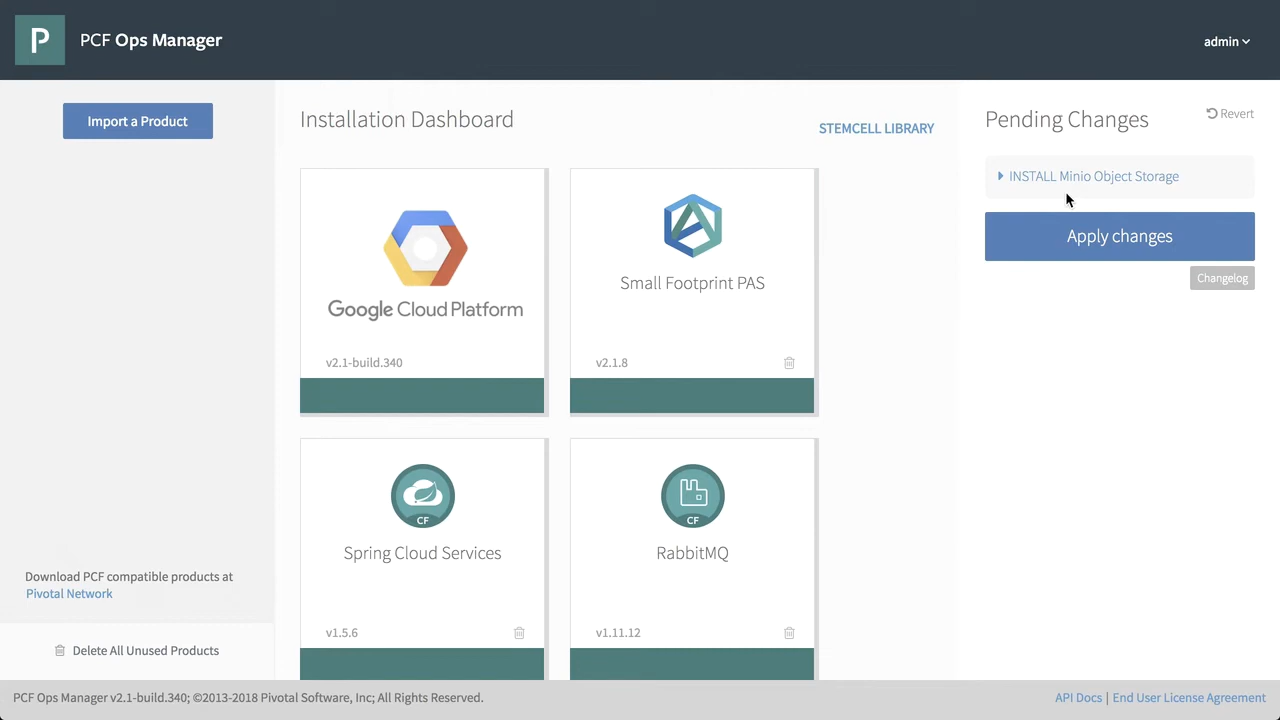 P
PCF Ops Manager
admin
Import a Product
Installation Dashboard
STEMCELL LIBRARY
Pending Changes
Revert
INSTALL Minio Object Storage
Apply changes
Changelog
Google Cloud Platform
v2.1-build.340
Small Footprint PAS
v2.1.8
CF
Spring Cloud Services
v1.5.6
CF
RabbitMQ
v1.11.12
Download PCF compatible products at
Pivotal Network
Delete All Unused Products
PCF Ops Manager v2.1-build.340; ©2013-2018 Pivotal Software, Inc; All Rights Reserved.
API Docs | End User License Agreement